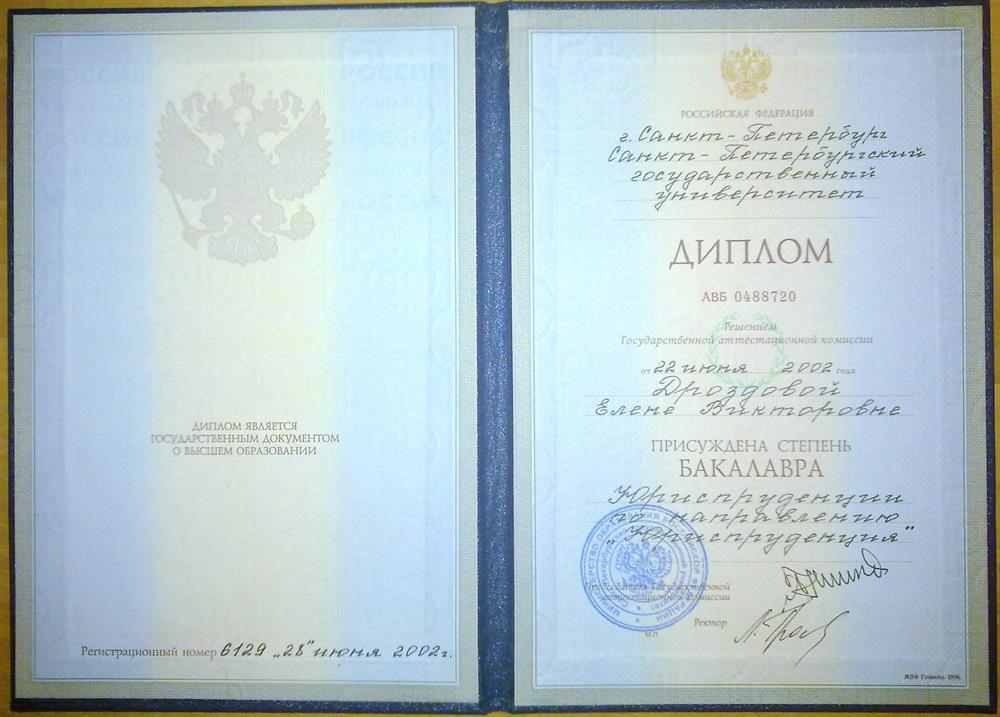 ДИПЛОМ ЯВЛЯЕТСЯ
ГОСУДАРСТВЕННЫМ ДОКУМЕНТОМ
О ВЫСШЕМ ОБРАЗОВАНИИ
Регистрационный номер 6129 „28" июня 2002г.
РОССИЙСКАЯ ФЕДЕРАЦИЯ
г. Санкт-Петербург
Санкт-Петербургский
государственный
университет
ДИПЛОМ
АВБ 0488720
Решением
Государственной аттестационной комиссии
от 22 июня 2002 года
Дроздовой
Елене Викторовне
ПРИСУЖДЕНА СТЕПЕНЬ
БАКАЛАВРА
Юриспруденции
по направлению
„Юриспруденция"
Председатель Государственной
аттестационной комиссии
Ректор
М.П.